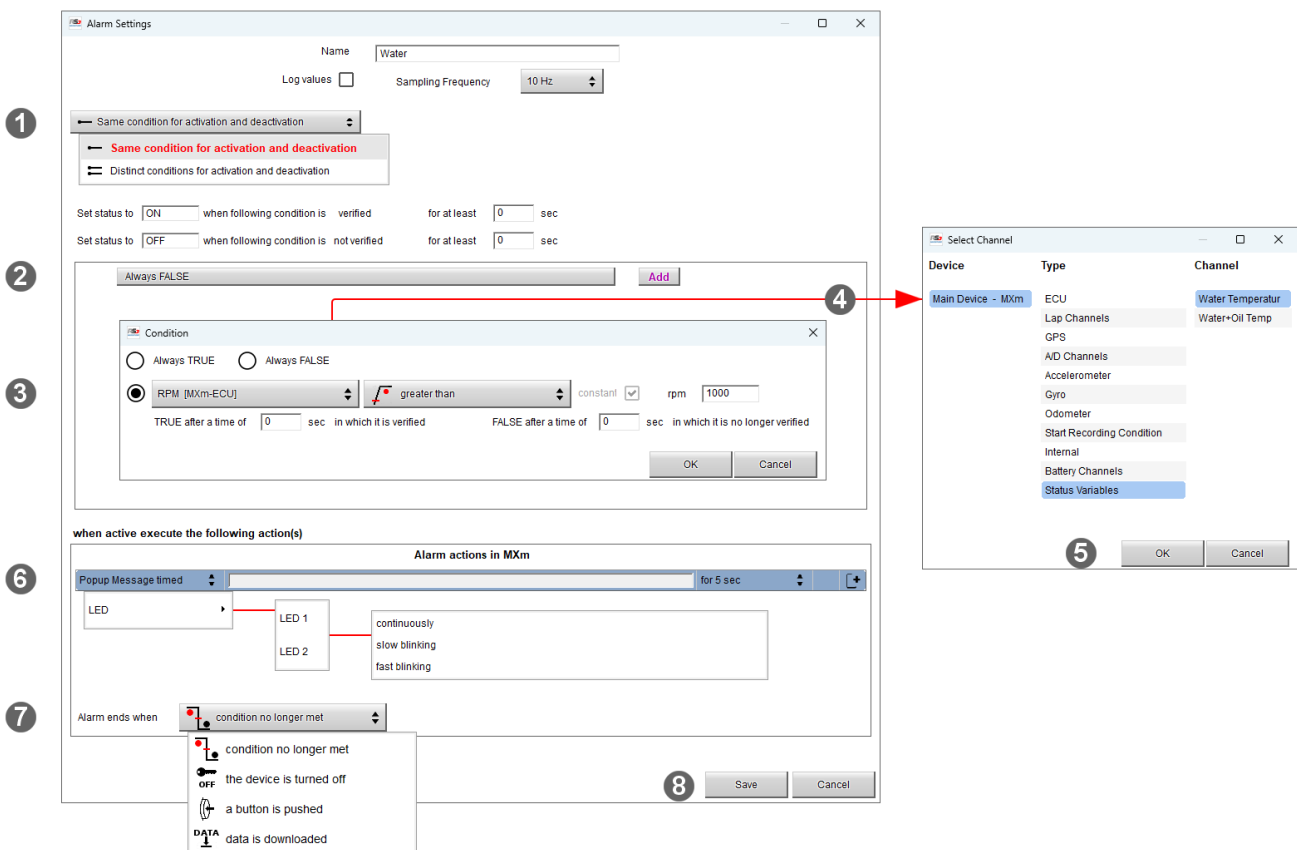 Alarm Settings
Name Water
Log values Sampling Frequency 10 Hz
1 Same condition for activation and deactivation
Same condition for activation and deactivation
Distinct conditions for activation and deactivation
Set status to ON when following condition is verified for at least 0 sec
Set status to OFF when following condition is not verified for at least 0 sec
2 Always FALSE Add
Condition
Always TRUE Always FALSE
3 RPM [MXm-ECU] greater than constant rpm 1000
TRUE after a time of 0 sec in which it is verified FALSE after a time of 0 sec in which it is no longer verified
OK Cancel
4
Select Channel
Device Type Channel
Main Device - MXm ECU Water Temperatur
Lap Channels Water+Oil Temp
GPS
A/D Channels
Accelerometer
Gyro
Odometer
Start Recording Condition
Internal
Battery Channels
Status Variables
5 OK Cancel
when active execute the following action(s)
Alarm actions in MXm
6 Popup Message timed for 5 sec
LED
LED 1
LED 2
continuously
slow blinking
fast blinking
7 Alarm ends when condition no longer met
condition no longer met
OFF the device is turned off
a button is pushed
DATA data is downloaded
8 Save Cancel